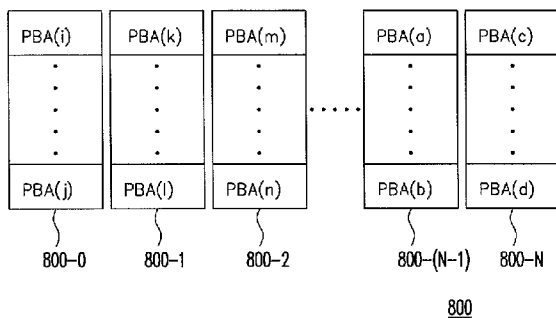 PBA(i) PBA(k) PBA(m) PBA(a) PBA(c)
PBA(j) PBA(l) PBA(n) PBA(b) PBA(d)
800-0 800-1 800-2 800-(N-1) 800-N
800